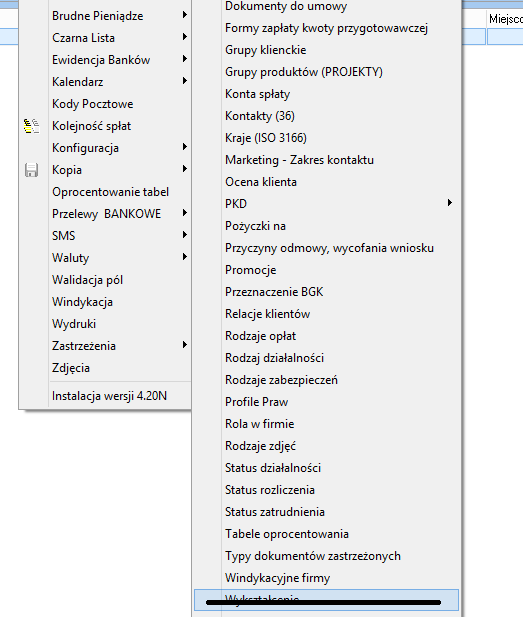 Brudne Pieniądze
Czarna Lista
Ewidencja Banków
Kalendarz
Kody Pocztowe
Kolejność spłat
Konfiguracja
Kopia
Oprocentowanie tabel
Przelewy BANKOWE
SMS
Waluty
Walidacja pól
Windykacja
Wydruki
Zastrzeżenia
Zdjęcia
Instalacja wersji 4.20N
Dokumenty do umowy
Formy zapłaty kwoty przygotowawczej
Grupy klienckie
Grupy produktów (PROJEKTY)
Konta spłaty
Kontakty (36)
Kraje (ISO 3166)
Marketing - Zakres kontaktu
Ocena klienta
PKD
Pożyczki na
Przyczyny odmowy, wycofania wniosku
Promocje
Przeznaczenie BGK
Relacje klientów
Rodzaje opłat
Rodzaj działalności
Rodzaje zabezpieczeń
Profile Praw
Rola w firmie
Rodzaje zdjęć
Status działalności
Status rozliczenia
Status zatrudnienia
Tabele oprocentowania
Typy dokumentów zastrzeżonych
Windykacyjne firmy